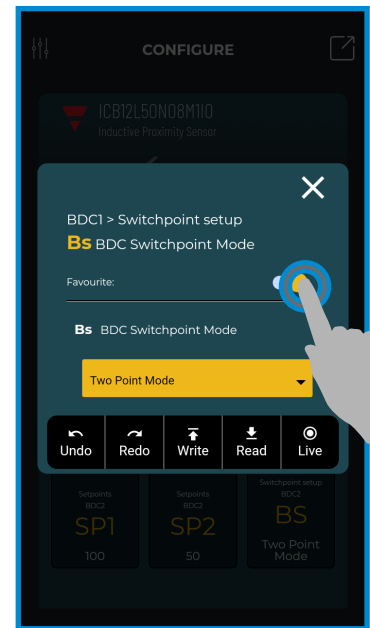 CONFIGURE
ICB12L50N08M1IO
Inductive Proximity Sensor
BDC1 > Switchpoint setup
Bs BDC Switchpoint Mode
Favourite:
Bs BDC Switchpoint Mode
Two Point Mode
Undo Redo Write Read Live
Setpoints
BDC2
SP1
100
Setpoints
BDC2
SP2
50
Switchpoint setup
BDC2
BS
Two Point
Mode